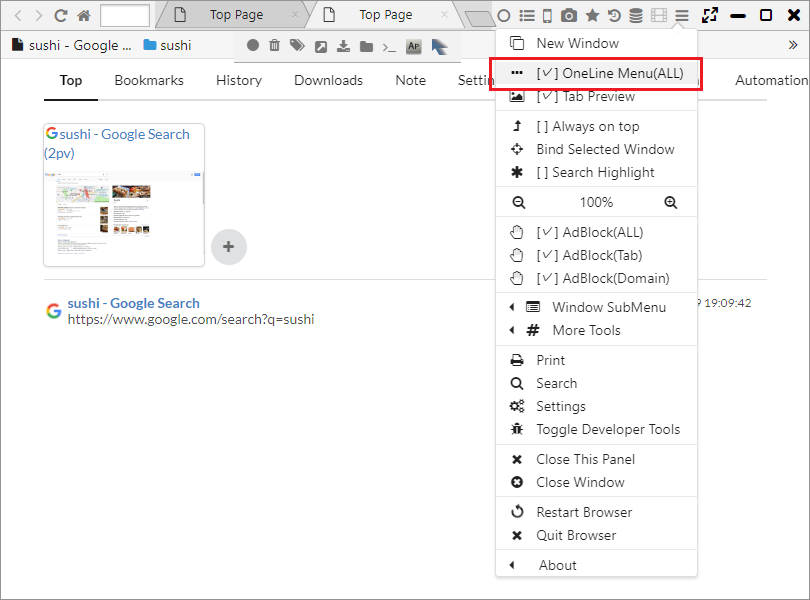 Top Page
Top Page
sushi - Google ...
sushi
AP
»
Top
Bookmarks
History
Downloads
Note
Automation
sushi - Google Search
(2pv)
+
sushi - Google Search
https://www.google.com/search?q=sushi
19:09:42
New Window
[✓] OneLine Menu(ALL)
[✓] Tab Preview
[ ] Always on top
Bind Selected Window
[ ] Search Highlight
100%
[✓] AdBlock(ALL)
[✓] AdBlock(Tab)
[✓] AdBlock(Domain)
Window SubMenu
More Tools
Print
Search
Settings
Toggle Developer Tools
Close This Panel
Close Window
Restart Browser
Quit Browser
About